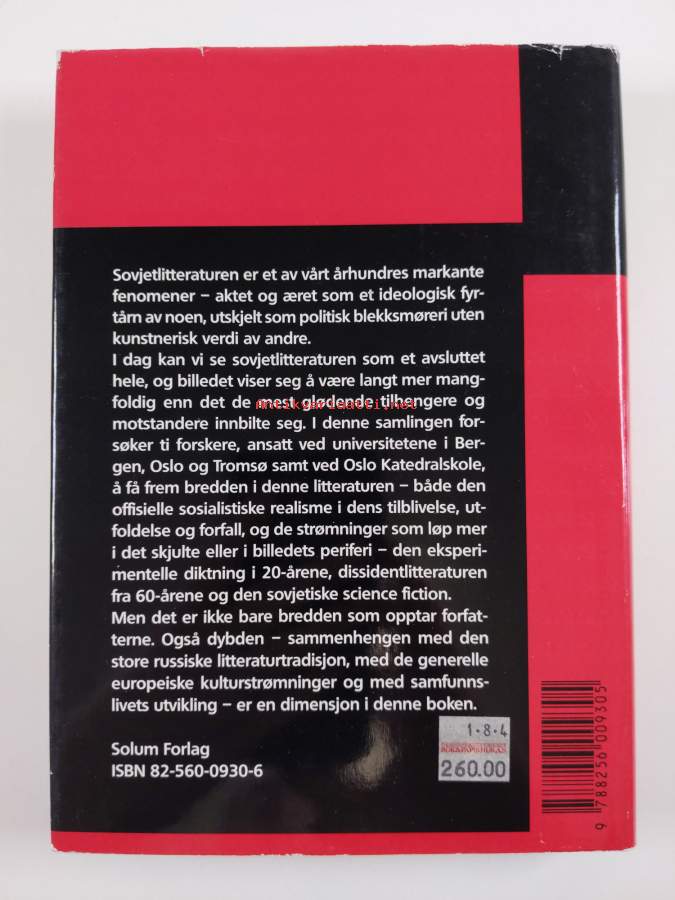 Sovjetlitteraturen er et av vårt århundres markante
fenomener – aktet og æret som et ideologisk fyr-
tårn av noen, utskjelt som politisk blekksmøreri uten
kunstnerisk verdi av andre.
I dag kan vi se sovjetlitteraturen som et avsluttet
hele, og billedet viser seg å være langt mer mang-
foldig enn det de mest glødende tilhengere og
Antikvariaatti.net
motstandere innbilte seg. I denne samlingen for-
søker ti forskere, ansatt ved universitetene i Ber-
gen, Oslo og Tromsø samt ved Oslo Katedralskole,
å få frem bredden i denne litteraturen – både den
offisielle sosialistiske realisme i dens tilblivelse, ut-
foldelse og forfall, og de strømninger som løp mer
i det skjulte eller i billedets periferi – den eksperi-
mentelle diktning i 20-årene, dissidentlitteraturen
fra 60-årene og den sovjetiske science fiction.
Men det er ikke bare bredden som opptar forfat-
terne. Også dybden – sammenhengen med den
store russiske litteraturtradisjon, med de generelle
europeiske kulturstrømninger og med samfunns-
livets utvikling – er en dimensjon i denne boken.
Solum Forlag
ISBN 82-560-0930-6
1·8·4
260.00
9 788256 009305